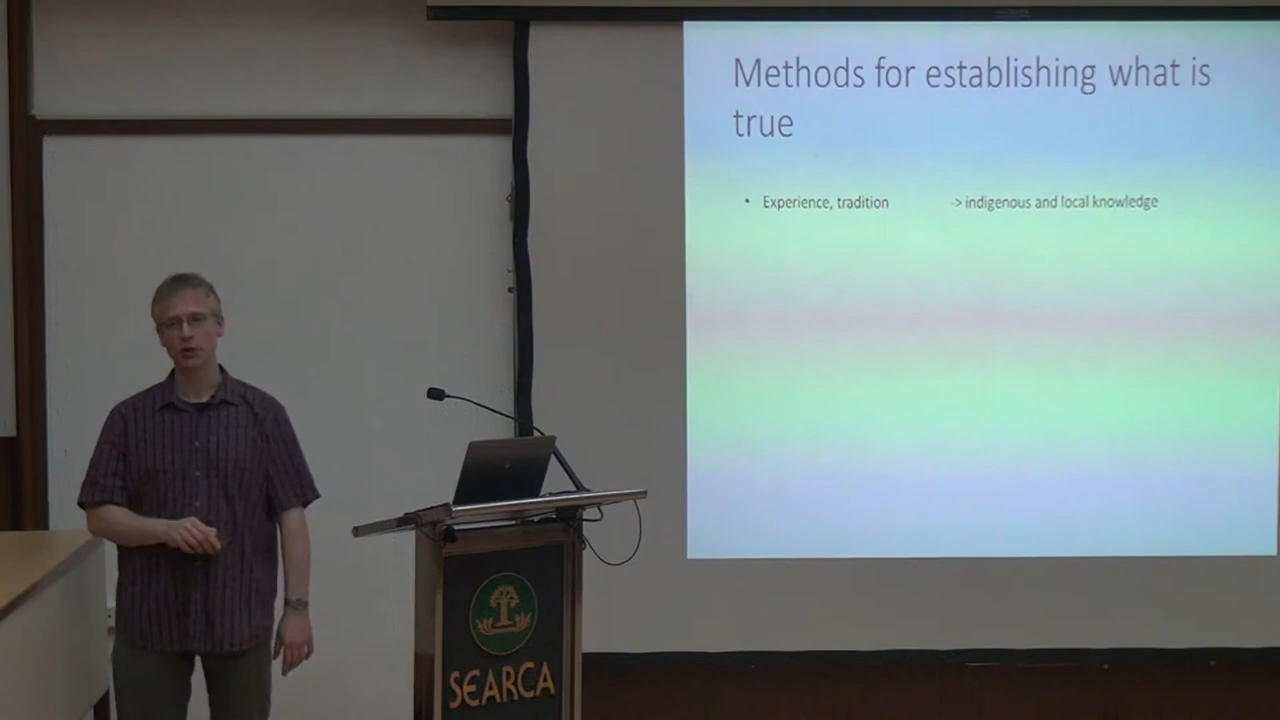 Methods for establishing what is
true
• Experience, tradition -> indigenous and local knowledge
SEARCA